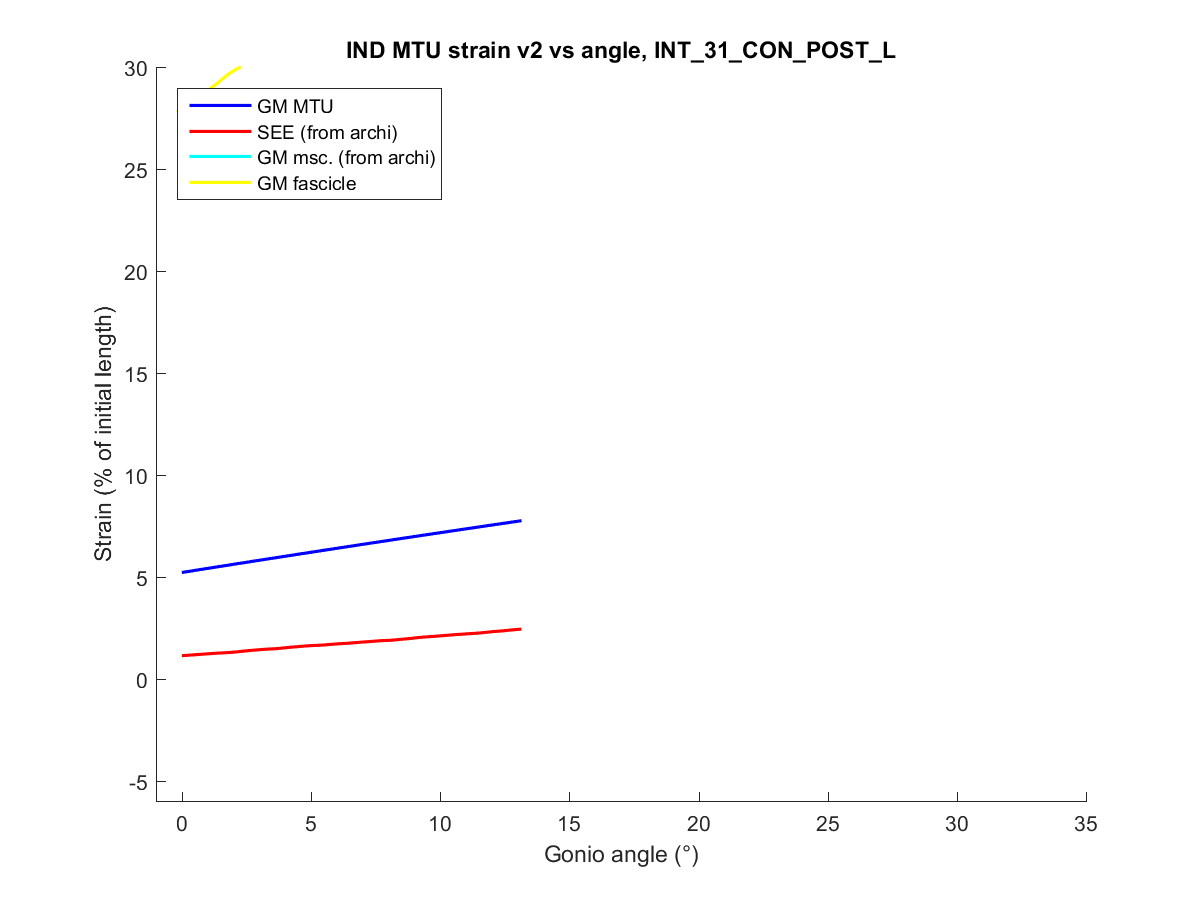 IND MTU strain v2 vs angle, INT_31_CON_POST_L
30
25
20
15
10
5
0
-5
Strain (% of initial length)
GM MTU
SEE (from archi)
GM msc. (from archi)
GM fascicle
0 5 10 15 20 25 30 35
Gonio angle (°)